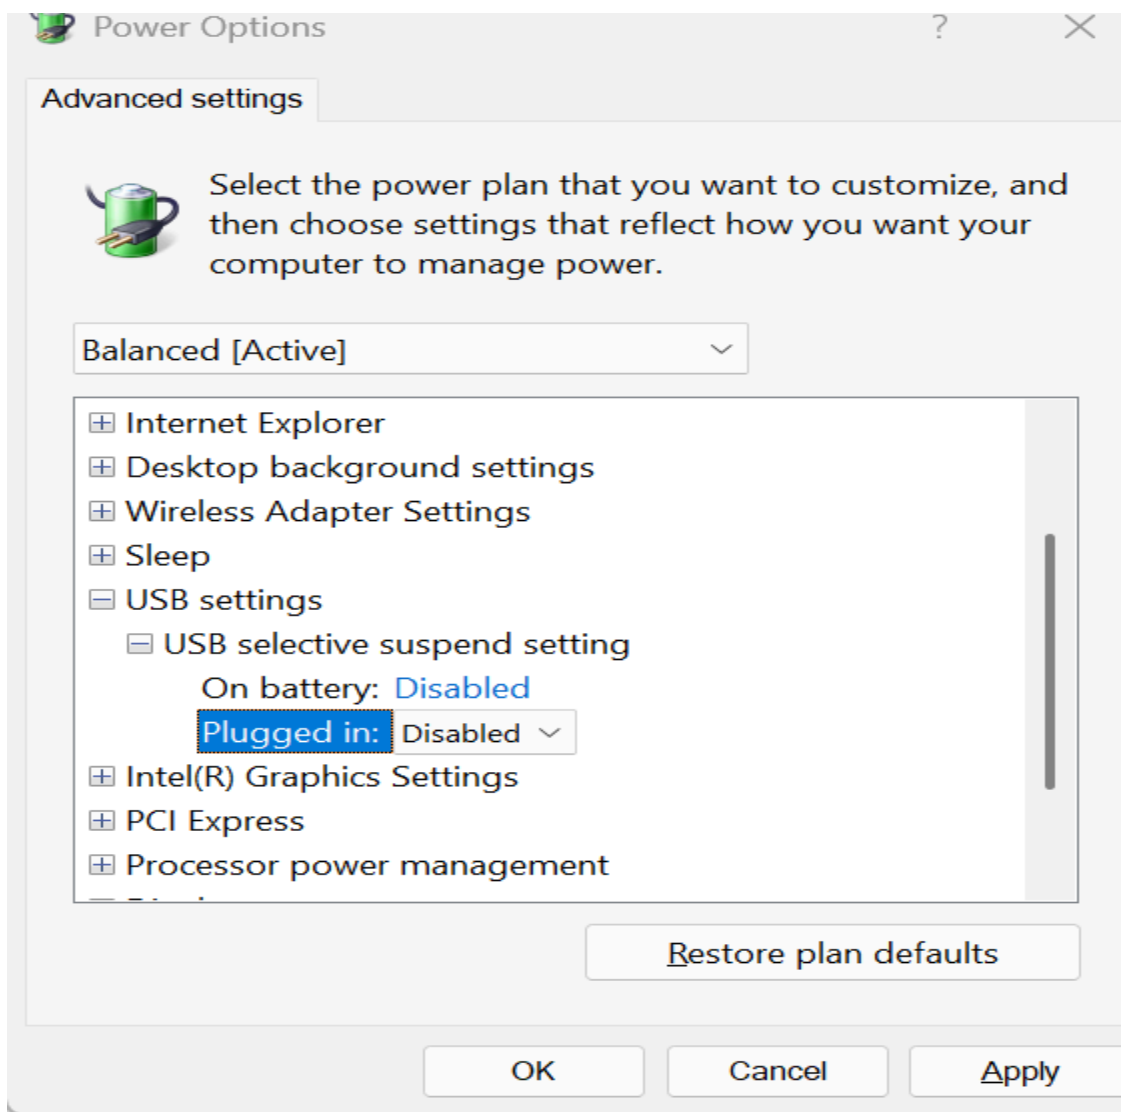 Power Options
Advanced settings
Select the power plan that you want to customize, and
then choose settings that reflect how you want your
computer to manage power.
Balanced [Active]
Internet Explorer
Desktop background settings
Wireless Adapter Settings
Sleep
USB settings
USB selective suspend setting
On battery: Disabled
Plugged in: Disabled
Intel(R) Graphics Settings
PCI Express
Processor power management
Restore plan defaults
OK Cancel Apply